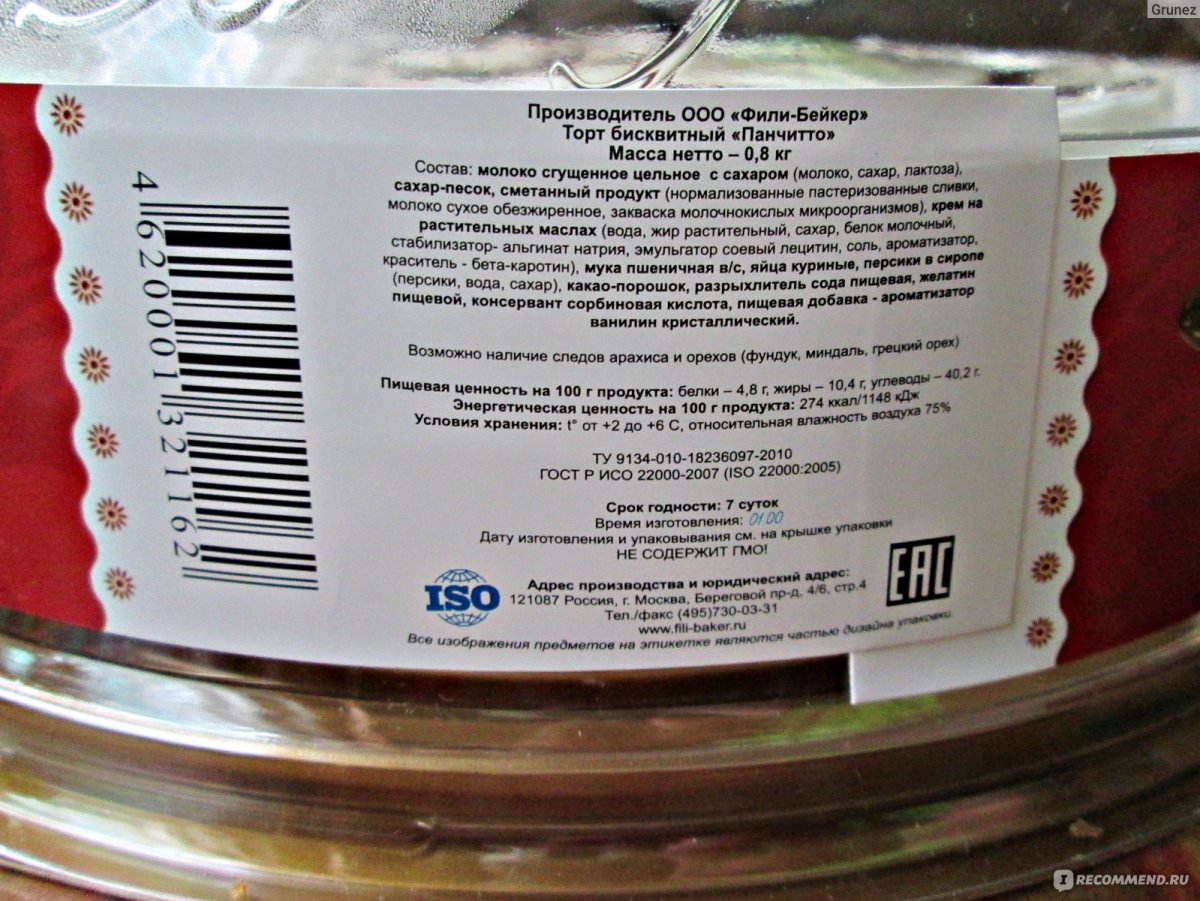 Grunez
Производитель ООО «Фили-Бейкер»
Торт бисквитный «Панчитто»
Масса нетто – 0,8 кг
Состав: молоко сгущенное цельное с сахаром (молоко, сахар, лактоза),
сахар-песок, сметанный продукт (нормализованные пастеризованные сливки,
молоко сухое обезжиренное, закваска молочнокислых микроорганизмов), крем на
растительных маслах (вода, жир растительный, сахар, белок молочный,
стабилизатор- альгинат натрия, эмульгатор соевый лецитин, соль, ароматизатор,
краситель - бета-каротин), мука пшеничная в/с, яйца куриные, персики в сиропе
(персики, вода, сахар), какао-порошок, разрыхлитель сода пищевая, желатин
пищевой, консервант сорбиновая кислота, пищевая добавка - ароматизатор
ванилин кристаллический.
Возможно наличие следов арахиса и орехов (фундук, миндаль, грецкий орех)
Пищевая ценность на 100 г продукта: белки – 4,8 г, жиры – 10,4 г, углеводы – 40,2 г.
Энергетическая ценность на 100 г продукта: 274 ккал/1148 кДж
Условия хранения: t° от +2 до +6 С, относительная влажность воздуха 75%
ТУ 9134-010-18236097-2010
ГОСТ Р ИСО 22000-2007 (ISO 22000:2005)
Срок годности: 7 суток
Время изготовления: 01 00
Дату изготовления и упаковывания см. на крышке упаковки
НЕ СОДЕРЖИТ ГМО!
Адрес производства и юридический адрес:
121087 Россия, г. Москва, Береговой пр-д, 4/6, стр.4
Тел./факс (495)730-03-31
www.fili-baker.ru
Все изображения предметов на этикетке являются частью дизайна упаковки.
ISO
EAC
4620001321162
IRECOMMEND.RU